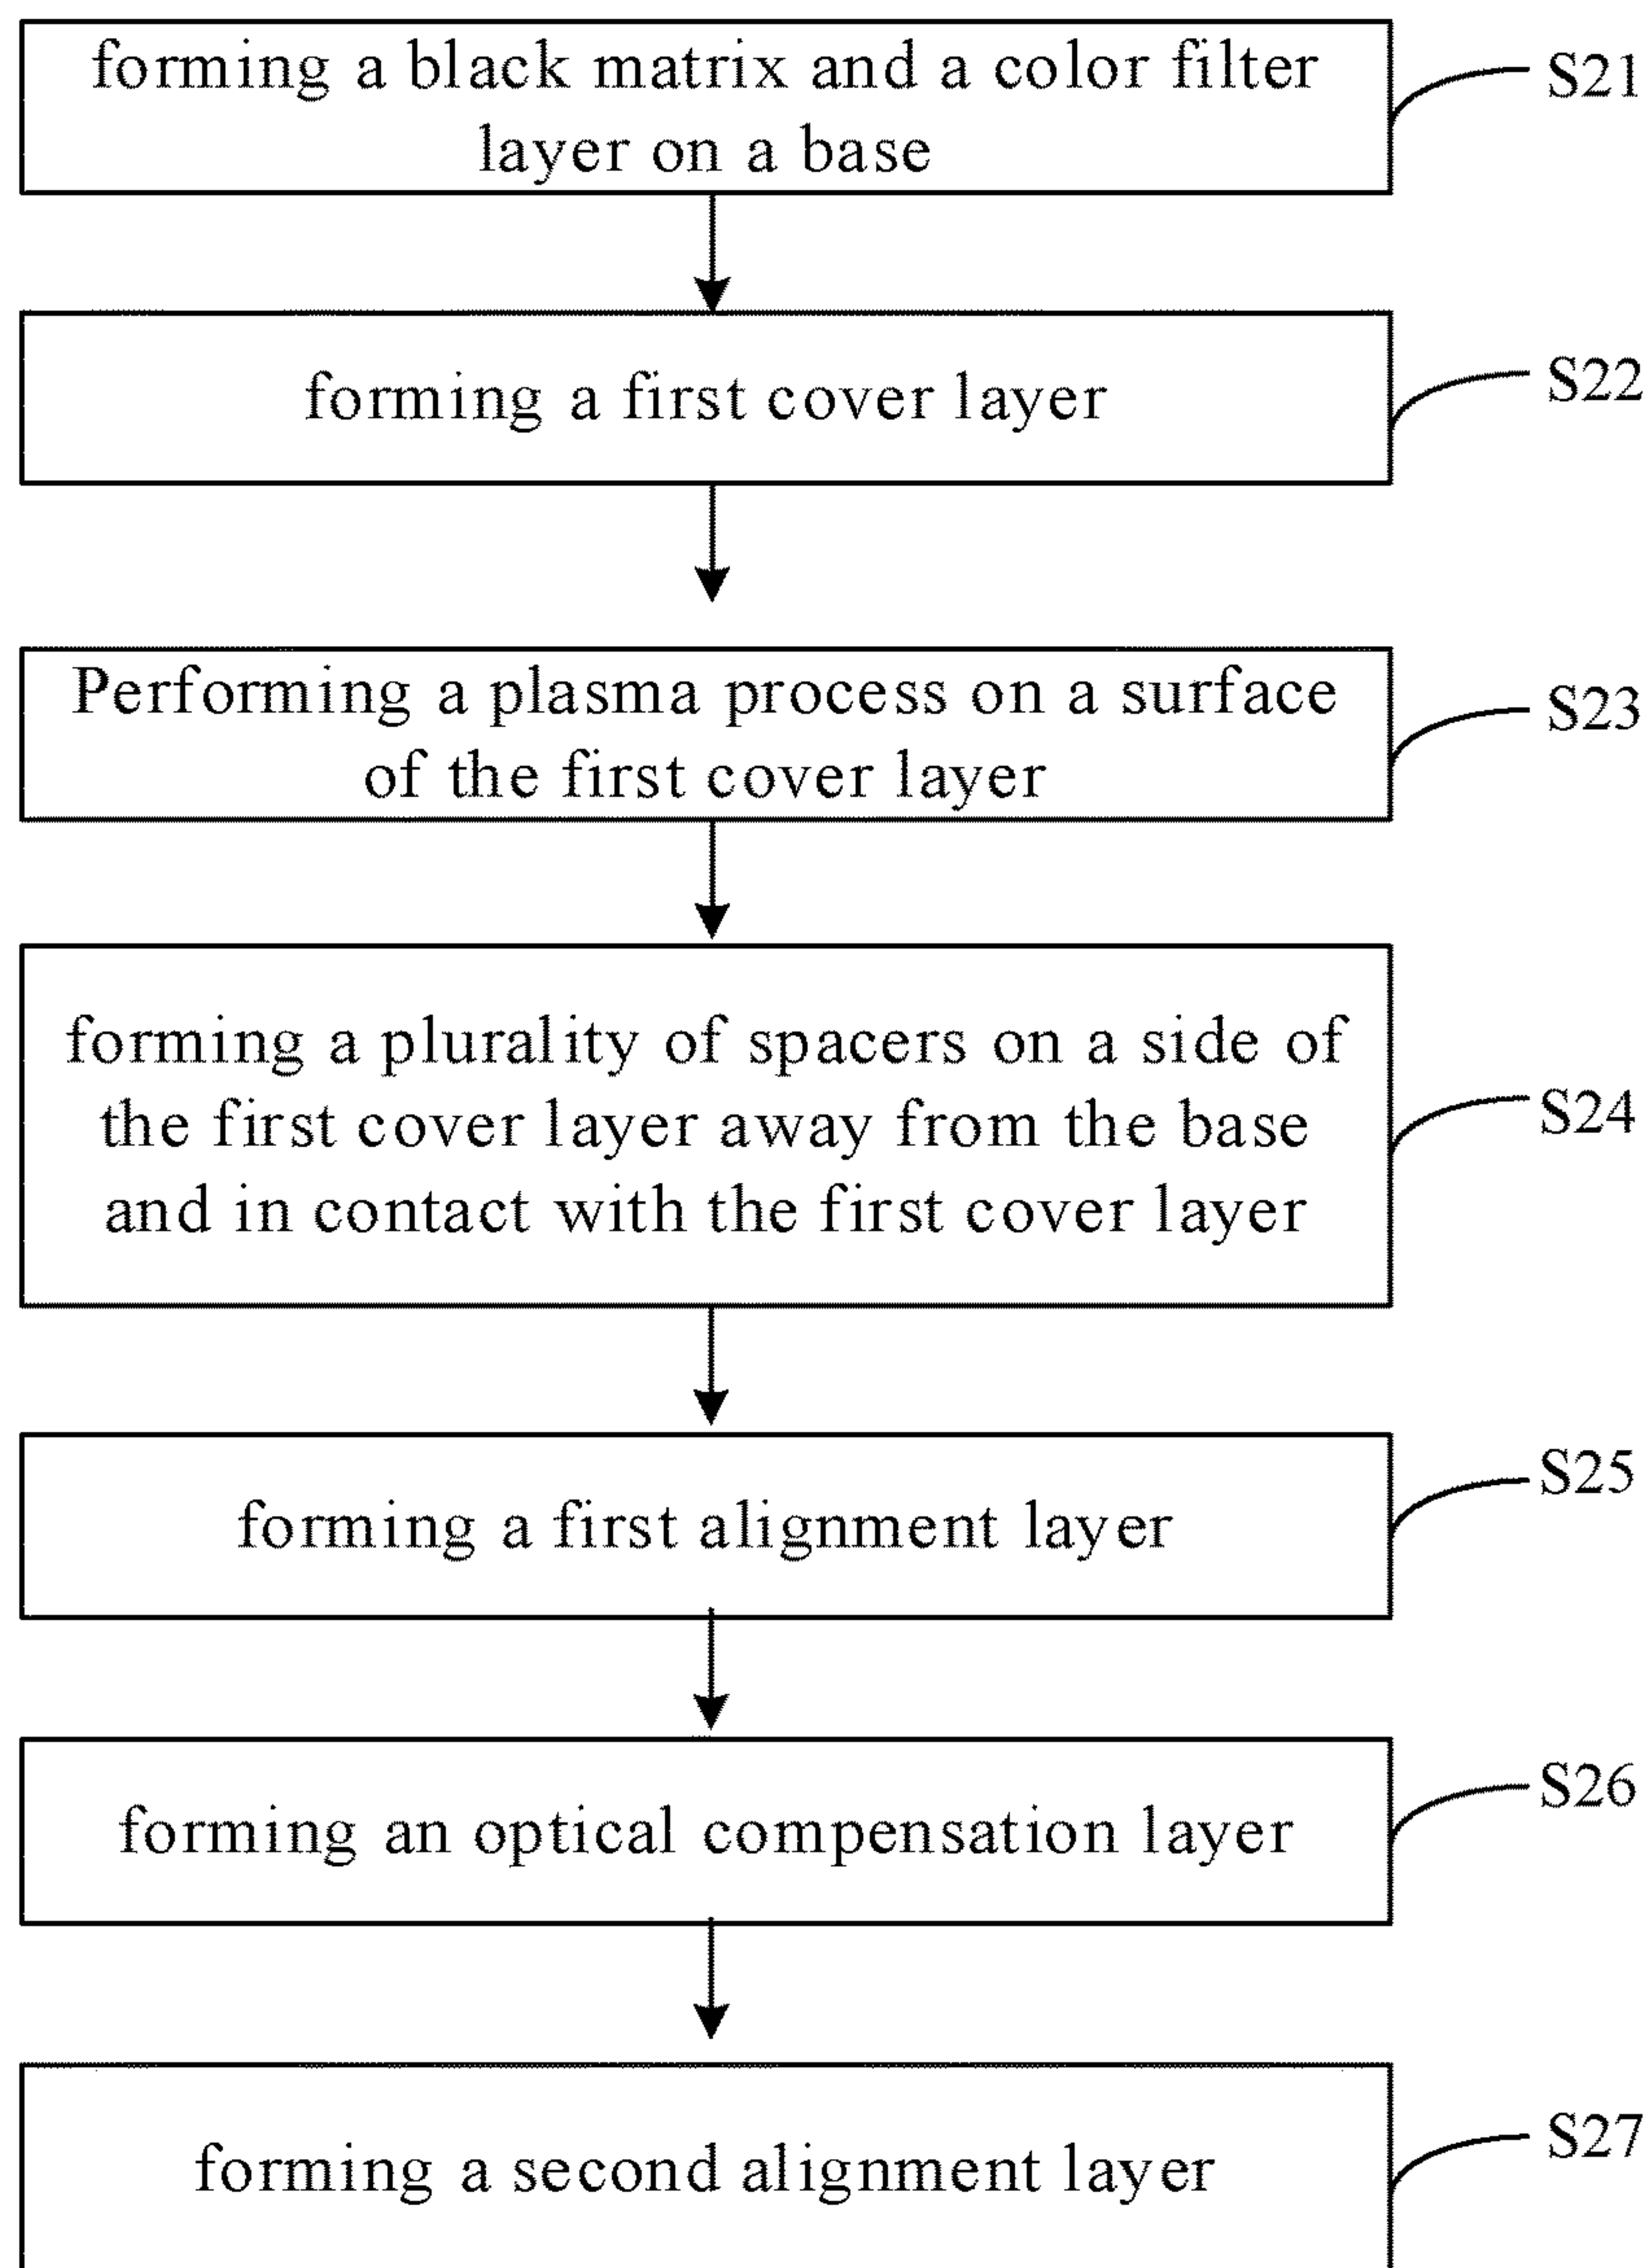 forming a black matrix and a color filter
layer on a base
S21
forming a first cover layer
S22
Performing a plasma process on a surface
of the first cover layer
S23
forming a plurality of spacers on a side of
the first cover layer away from the base
and in contact with the first cover layer
S24
forming a first alignment layer
S25
forming an optical compensation layer
S26
forming a second alignment layer
S27